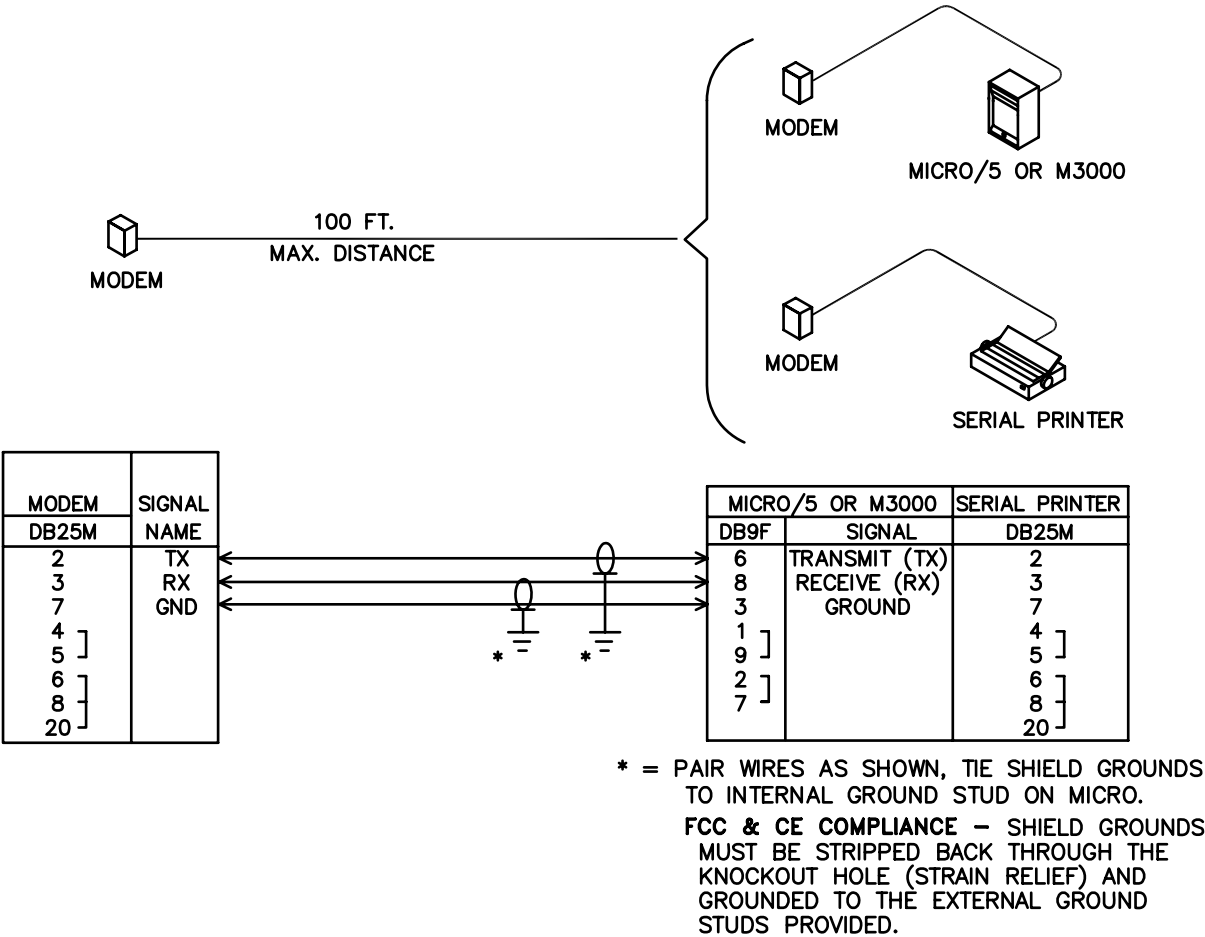 MODEM
MICRO/5 OR M3000
100 FT.
MAX. DISTANCE
MODEM
MODEM
SERIAL PRINTER
MODEM SIGNAL
DB25M NAME
2 TX
3 RX
7 GND
4
5
6
8
20
* *
MICRO/5 OR M3000 SERIAL PRINTER
DB9F SIGNAL DB25M
6 TRANSMIT (TX) 2
8 RECEIVE (RX) 3
3 GROUND 7
1 4
9 5
2 6
7 8
20
* = PAIR WIRES AS SHOWN, TIE SHIELD GROUNDS
TO INTERNAL GROUND STUD ON MICRO.
FCC & CE COMPLIANCE – SHIELD GROUNDS
MUST BE STRIPPED BACK THROUGH THE
KNOCKOUT HOLE (STRAIN RELIEF) AND
GROUNDED TO THE EXTERNAL GROUND
STUDS PROVIDED.